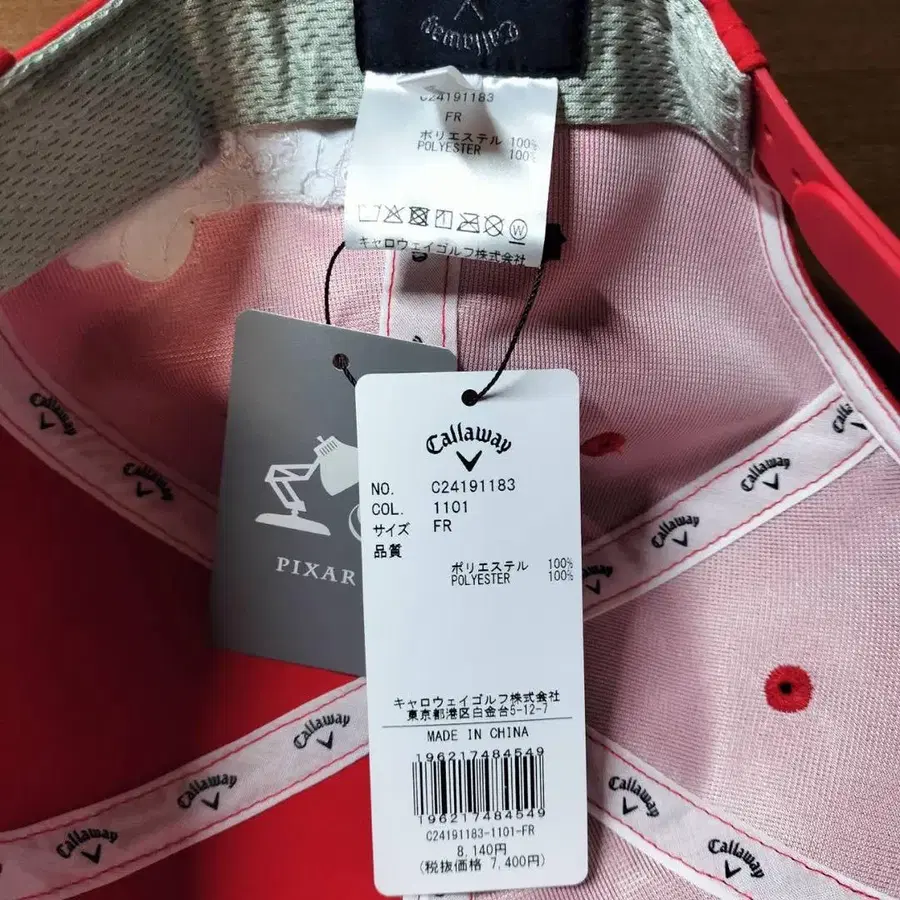 Callaway
C24191183
FR
ポリエステル 100%
POLYESTER 100%
W
キャロウェイゴルフ株式会社
PIXAR
Callaway
NO. C24191183
COL. 1101
サイズ FR
品質
ポリエステル 100%
POLYESTER 100%
キャロウェイゴルフ株式会社
東京都港区白金台5-12-7
MADE IN CHINA
196217484549
196217484549
C24191183-1101-FR
8,140円
(税抜価格 7,400円)
Callaway
Callaway
Callaway
Callaway
Callaway
Callaway
Callaway
Callaway
Callaway